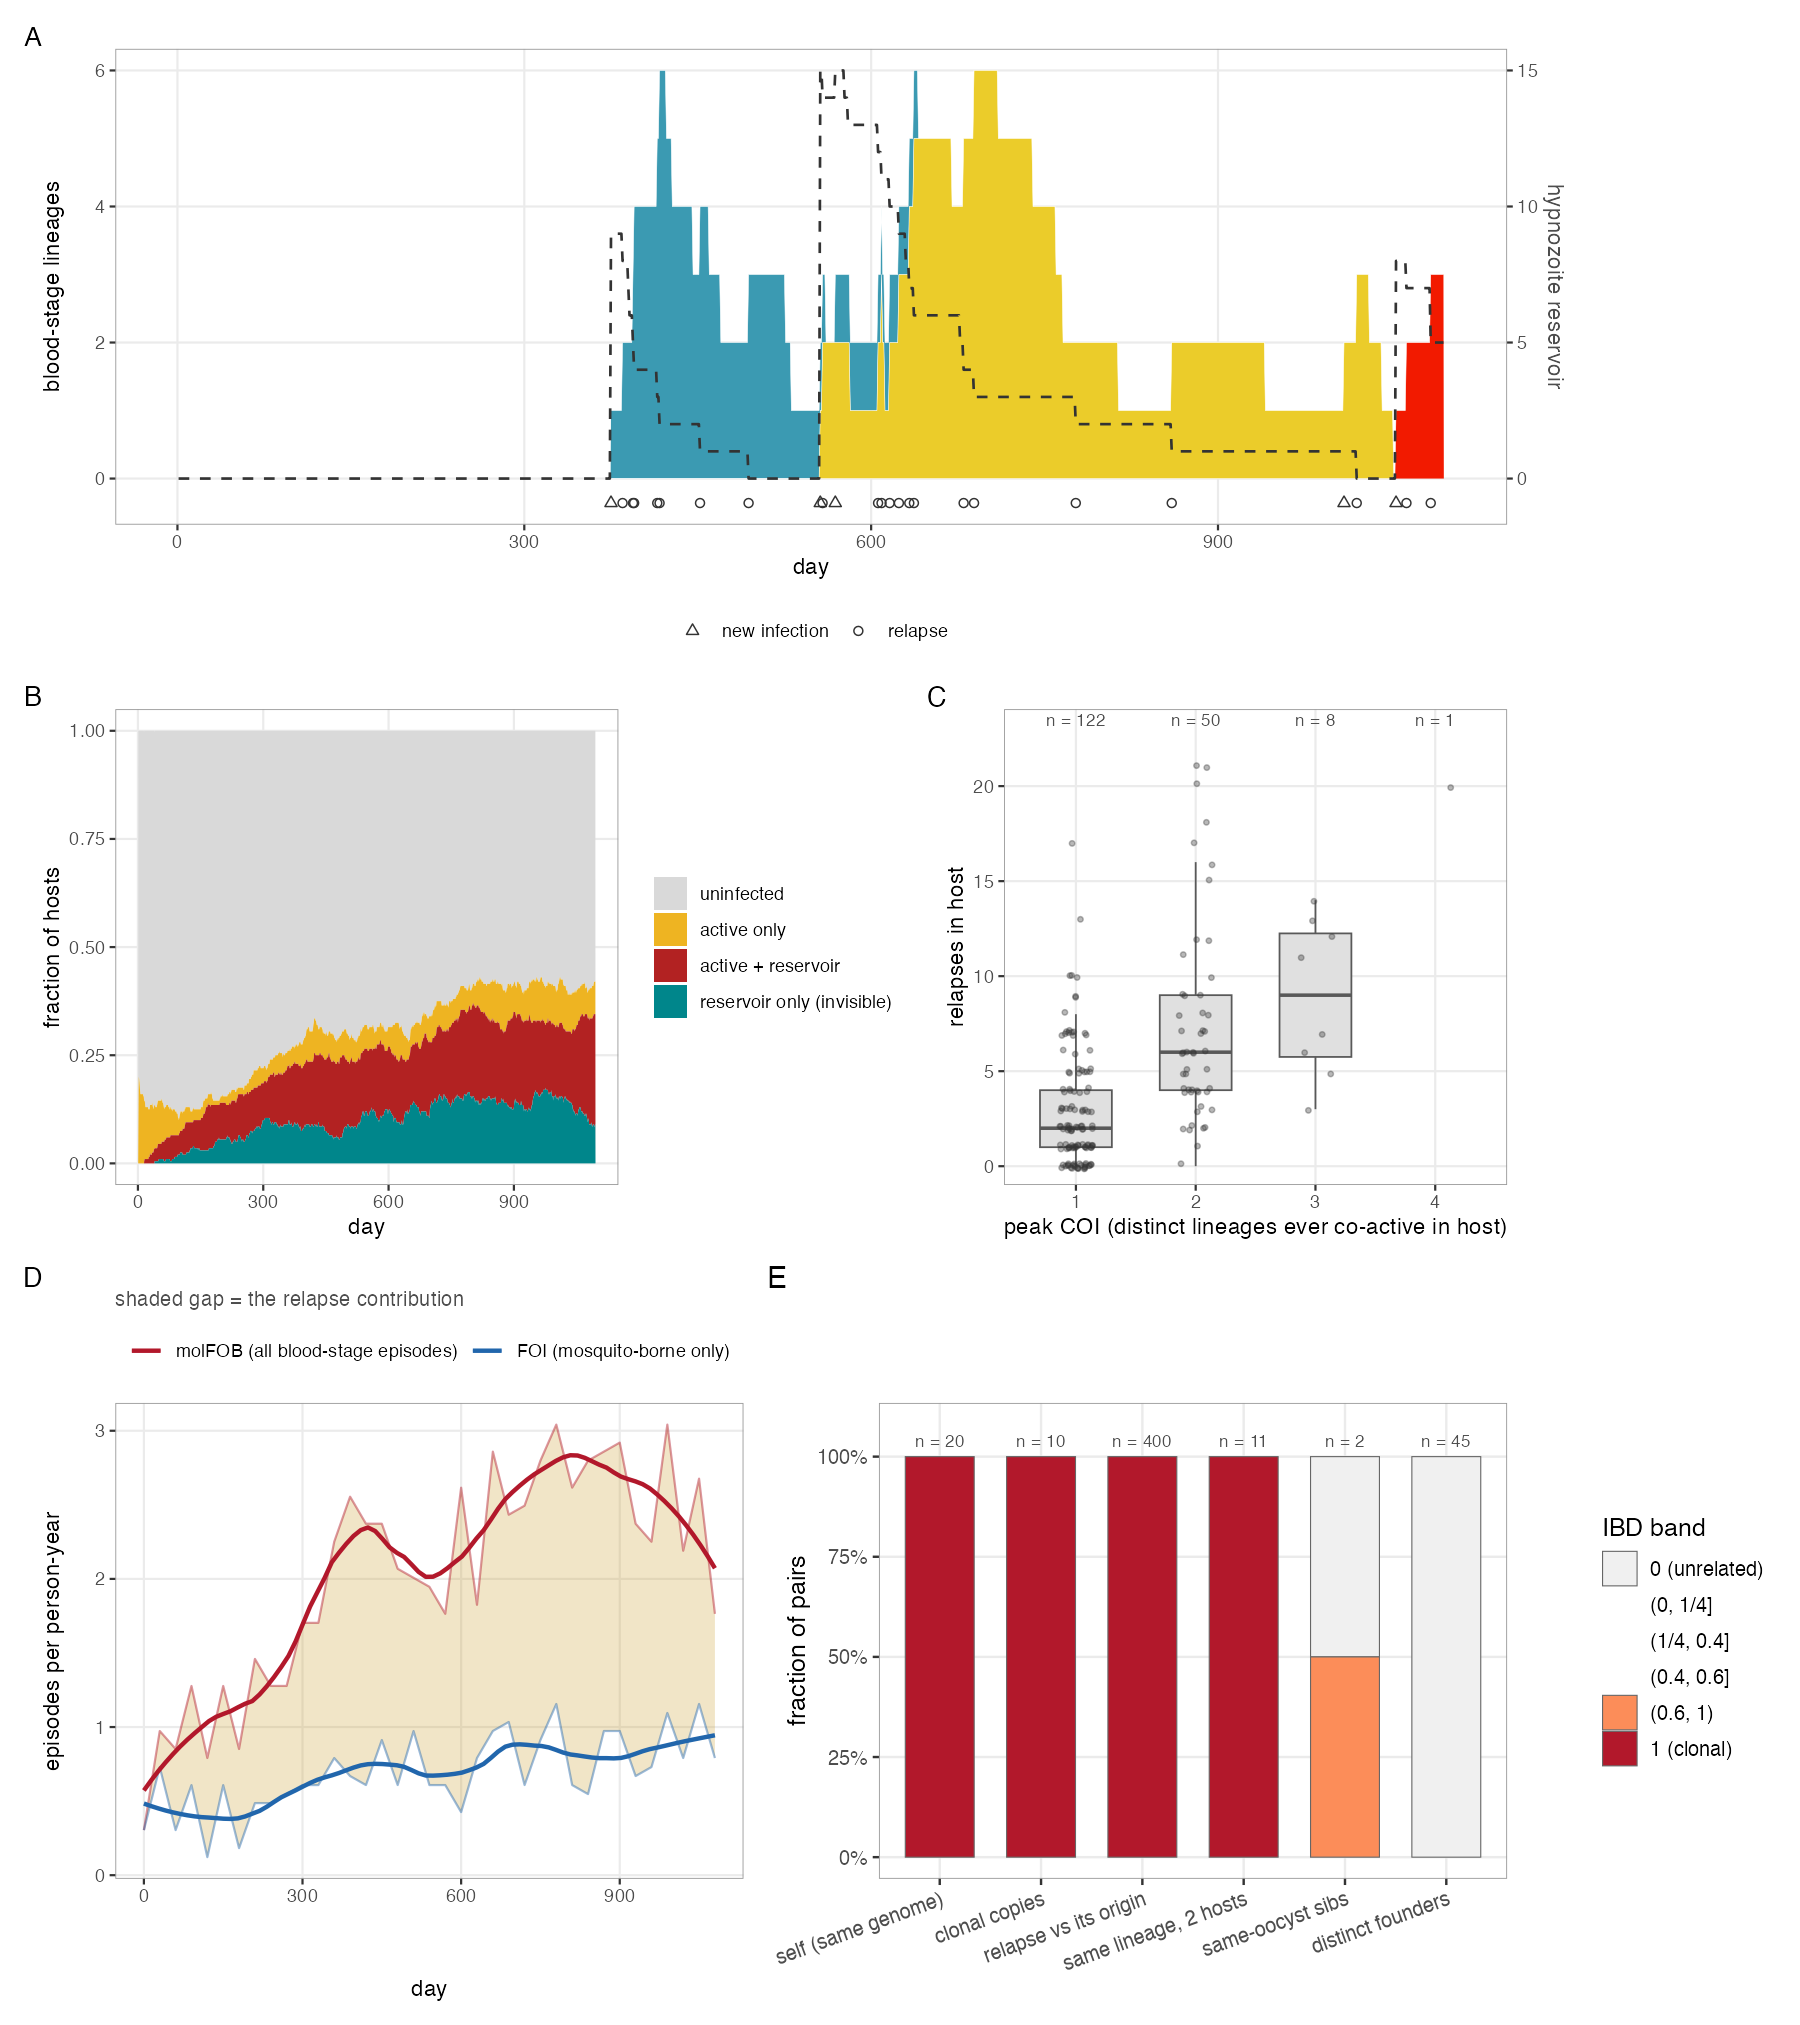 A
6
4
2
0
blood-stage lineages
15
10
5
0
hypnozoite reservoir
0
300
600
900
day
new infection
relapse
B
1.00
0.75
0.50
0.25
0.00
fraction of hosts
0
300
600
900
day
uninfected
active only
active + reservoir
reservoir only (invisible)
C
n = 122
n = 50
n = 8
n = 1
20
15
10
5
0
relapses in host
1
2
3
4
peak COI (distinct lineages ever co-active in host)
D
shaded gap = the relapse contribution
molFOB (all blood-stage episodes)
FOI (mosquito-borne only)
3
2
1
0
episodes per person-year
0
300
600
900
day
E
n = 20
n = 10
n = 400
n = 11
n = 2
n = 45
100%
75%
50%
25%
0%
fraction of pairs
self (same genome)
clonal copies
relapse vs its origin
same lineage, 2 hosts
same-oocyst sibs
distinct founders
IBD band
0 (unrelated)
(0, 1/4]
(1/4, 0.4]
(0.4, 0.6]
(0.6, 1)
1 (clonal)